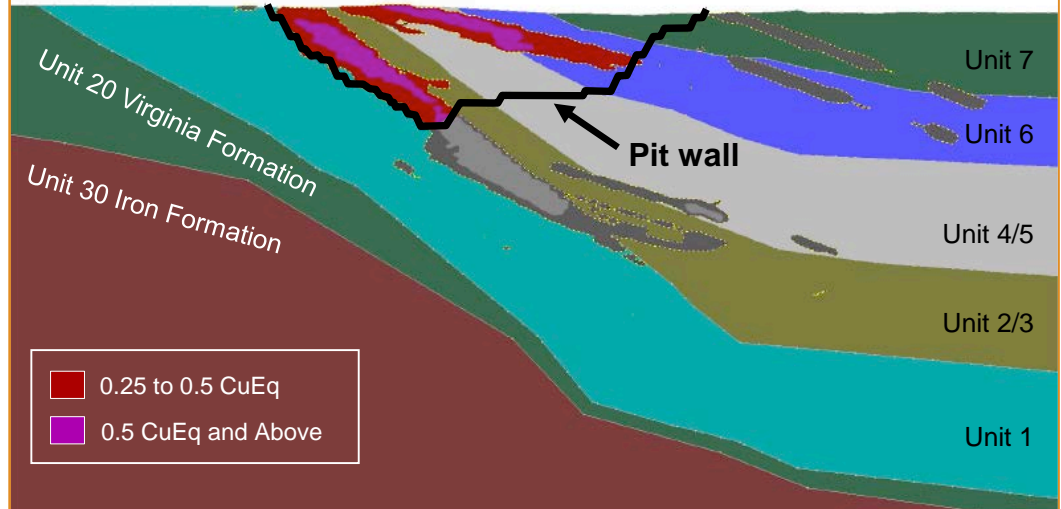 Unit 7
Unit 20 Virginia Formation
Unit 6
Pit wall
Unit 30 Iron Formation
Unit 4/5
Unit 2/3
0.25 to 0.5 CuEq
0.5 CuEq and Above
Unit 1